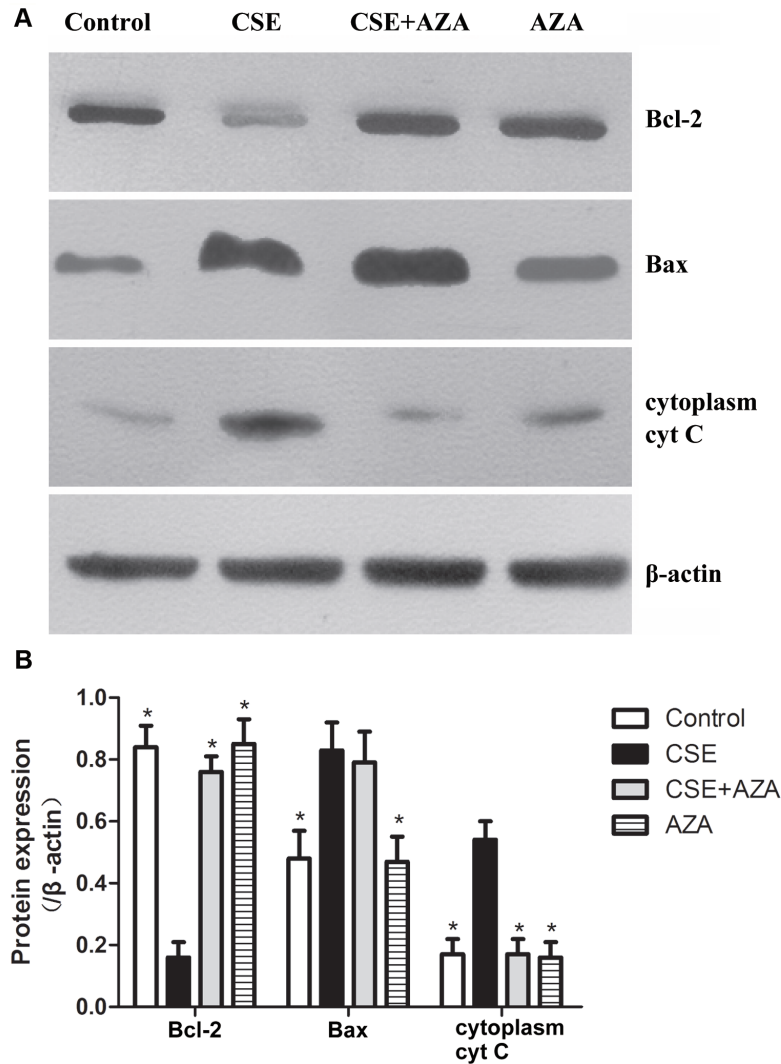 A
Control CSE CSE+AZA AZA
Bcl-2
Bax
cytoplasm
cyt C
β-actin
B
Protein expression
(/β -actin)
1.0
0.8
0.6
0.4
0.2
0.0
* * *
* *
* * *
Bcl-2 Bax cytoplasm
cyt C
Control
CSE
CSE+AZA
AZA